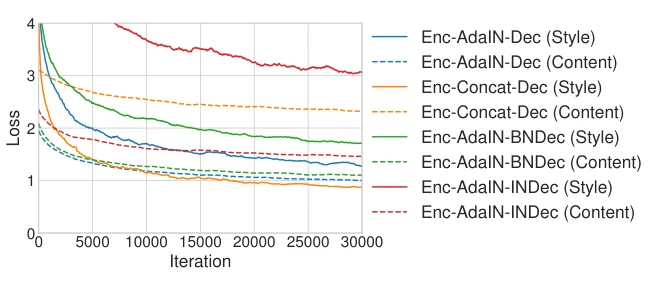 4
3
2
1
0
Loss
0 5000 10000 15000 20000 25000 30000
Iteration
Enc-AdaIN-Dec (Style)
Enc-AdaIN-Dec (Content)
Enc-Concat-Dec (Style)
Enc-Concat-Dec (Content)
Enc-AdaIN-BNDec (Style)
Enc-AdaIN-BNDec (Content)
Enc-AdaIN-INDec (Style)
Enc-AdaIN-INDec (Content)